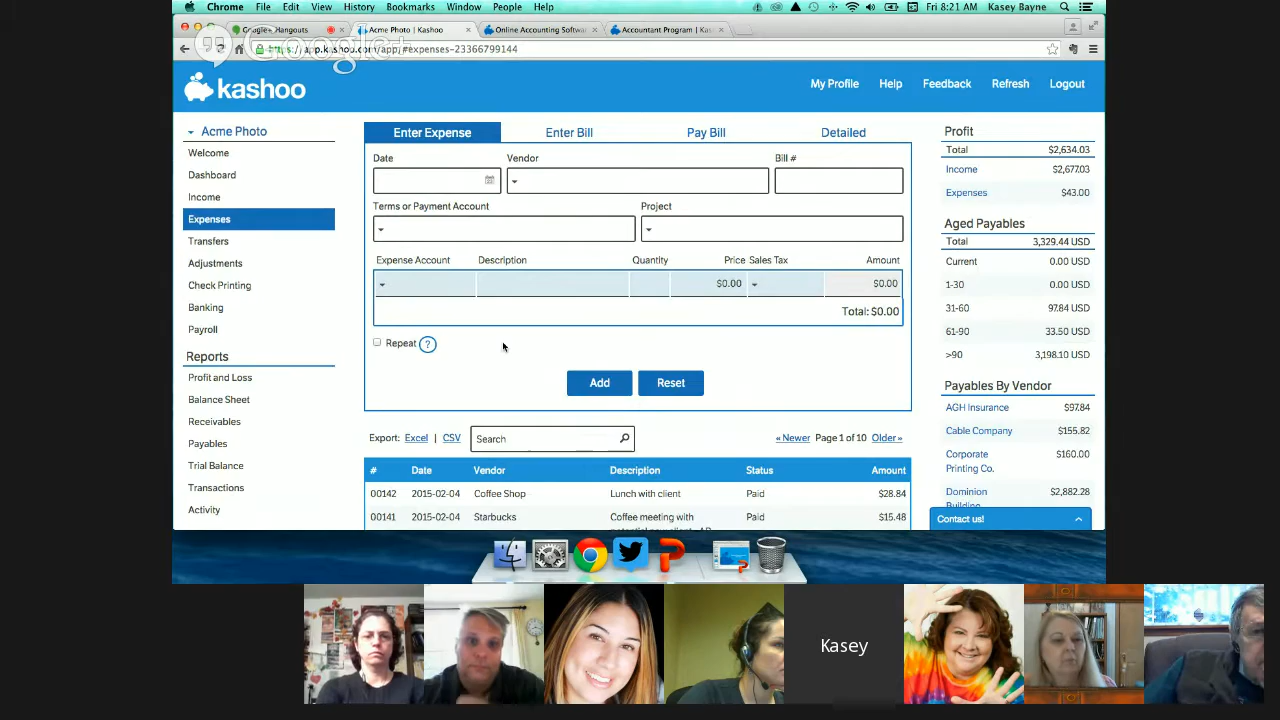 Chrome File Edit View History Bookmarks Window People Help Fri 8:21 AM Kasey Bayne
Google+ Hangouts Acme Photo | Kashoo Online Accounting Softwa Accountant Program | Kas
Google+
app/#expenses-23366799144
kashoo
My Profile Help Feedback Refresh Logout
Acme Photo
Welcome
Dashboard
Income
Expenses
Transfers
Adjustments
Check Printing
Banking
Payroll
Reports
Profit and Loss
Balance Sheet
Receivables
Payables
Trial Balance
Transactions
Activity
Enter Expense Enter Bill Pay Bill Detailed
Date Vendor Bill #
Terms or Payment Account Project
Expense Account Description Quantity Price Sales Tax Amount
$0.00 $0.00
Total: $0.00
Repeat ?
Add Reset
Export: Excel | CSV Search « Newer Page 1 of 10 Older »
# Date Vendor Description Status Amount
00142 2015-02-04 Coffee Shop Lunch with client Paid $28.84
00141 2015-02-04 Starbucks Coffee meeting with Paid $15.48
Profit
Total $2,634.03
Income $2,677.03
Expenses $43.00
Aged Payables
Total 3,329.44 USD
Current 0.00 USD
1-30 0.00 USD
31-60 97.84 USD
61-90 33.50 USD
>90 3,198.10 USD
Payables By Vendor
AGH Insurance $97.84
Cable Company $155.82
Corporate $160.00
Printing Co.
Dominion $2,882.28
Building
Contact us!
Kasey